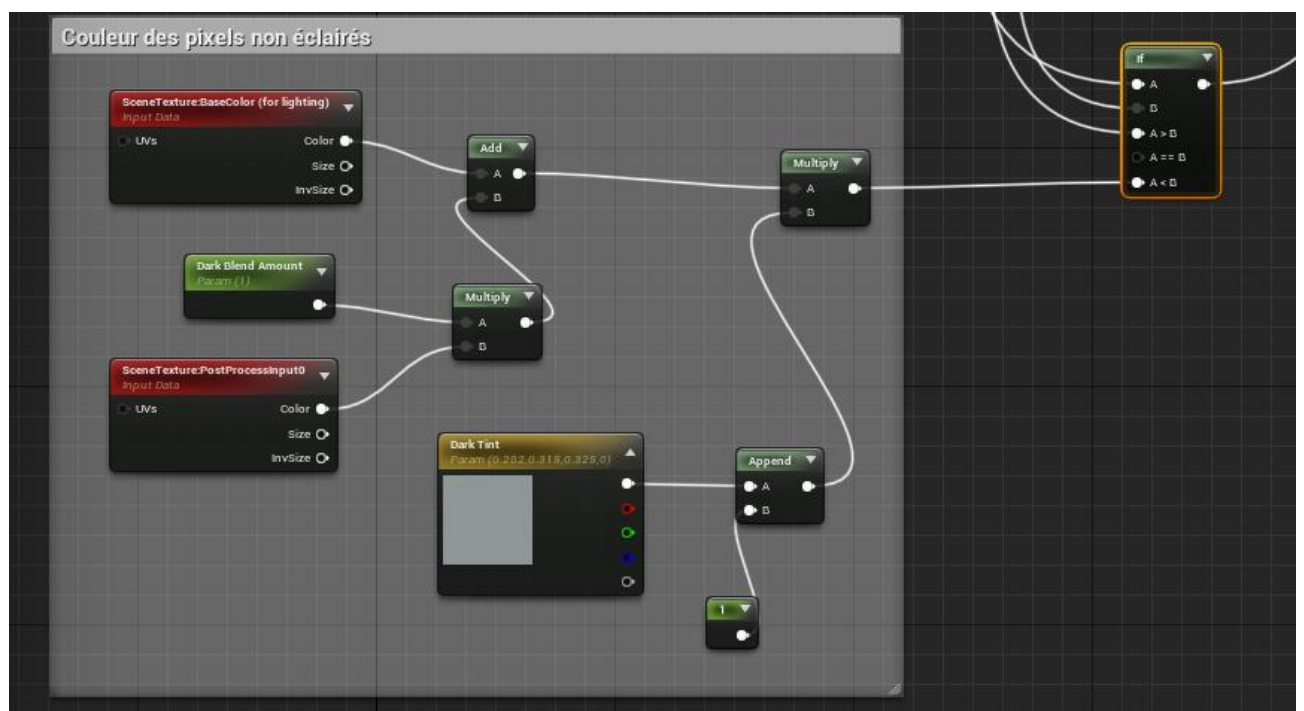 Couleur des pixels non éclairés
SceneTexture:BaseColor (for lighting)
Input Data
UVs
Color
Size
InvSize
Add
A
B
Multiply
A
B
If
A
B
A > B
A == B
A < B
Dark Blend Amount
Param (1)
Multiply
A
B
SceneTexture:PostProcessInput0
Input Data
UVs
Color
Size
InvSize
Dark Tint
Param (0.202,0.315,0.325,0)
Append
A
B
1